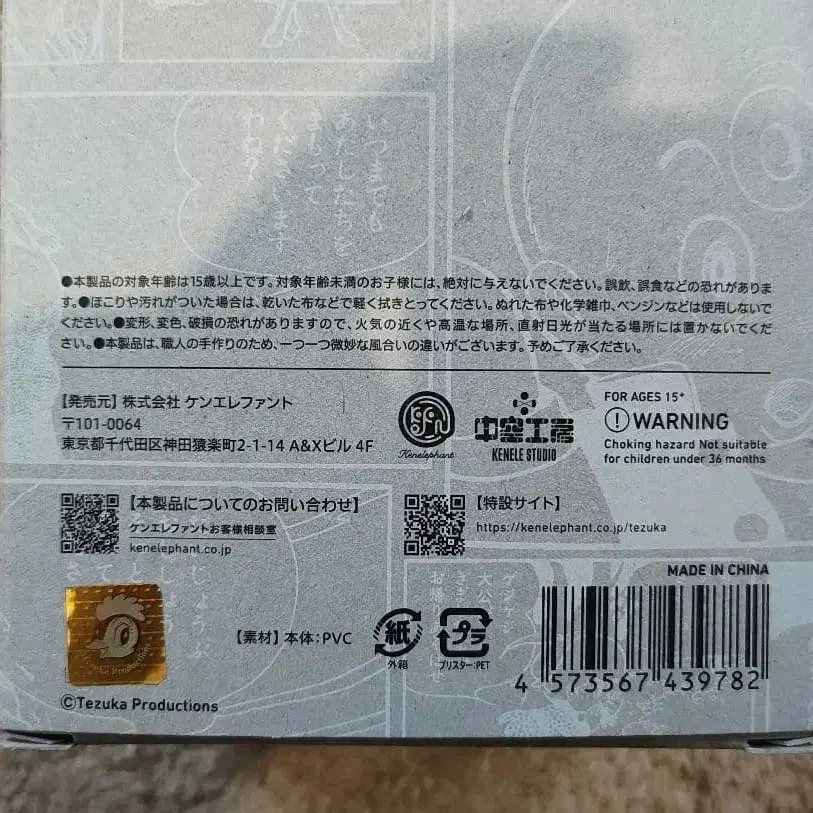 いつまでも
あたしたちを
まもって
くださいます
わね?
●本製品の対象年齢は15歳以上です。対象年齢未満のお子様には、絶対に与えないでください。誤飲、誤食などの恐れがありま
す。●ほこりや汚れがついた場合は、乾いた布などで軽く拭きとってください。ぬれた布や化学雑巾、ベンジンなどは使用しないで
ください。●変形、変色、破損の恐れがありますので、火気の近くや高温な場所、直射日光が当たる場所には置かないでくだ
さい。●本製品は、職人の手作りのため、一つ一つ微妙な風合いの違いがございます。予めご了承ください。
【発売元】株式会社 ケンエレファント
〒101-0064
東京都千代田区神田猿楽町2-1-14 A&Xビル 4F
Kenelephant
中空工房
KENELE STUDIO
FOR AGES 15+
WARNING
Choking hazard Not suitable
for children under 36 months
【本製品についてのお問い合わせ】
ケンエレファントお客様相談室
kenelephant.co.jp
【特設サイト】
https://kenelephant.co.jp/tezuka
MADE IN CHINA
Tezuka Productions
【素材】本体:PVC
紙
外箱
プラ
ブリスター:PET
4 573567 439782
©Tezuka Productions